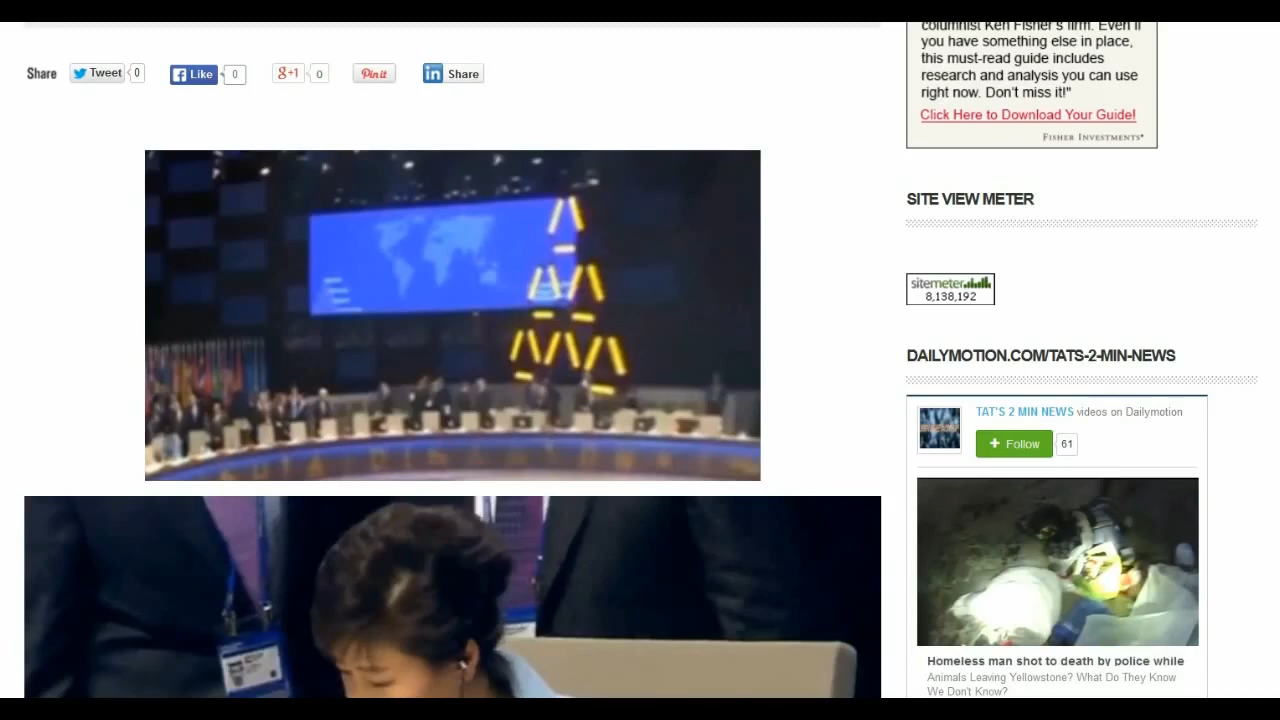 Share
Tweet
0
Like
0
g+1
0
Pin it
in Share
columnist Ken Fisher's firm. Even if
you have something else in place,
this must-read guide includes
research and analysis you can use
right now. Don't miss it!"
Click Here to Download Your Guide!
FISHER INVESTMENTS
SITE VIEW METER
sitemeter
8,138,192
DAILYMOTION.COM/TATS-2-MIN-NEWS
TAT'S 2 MIN NEWS videos on Dailymotion
+ Follow
61
Homeless man shot to death by police while
Animals Leaving Yellowstone? What Do They Know
We Don't Know?